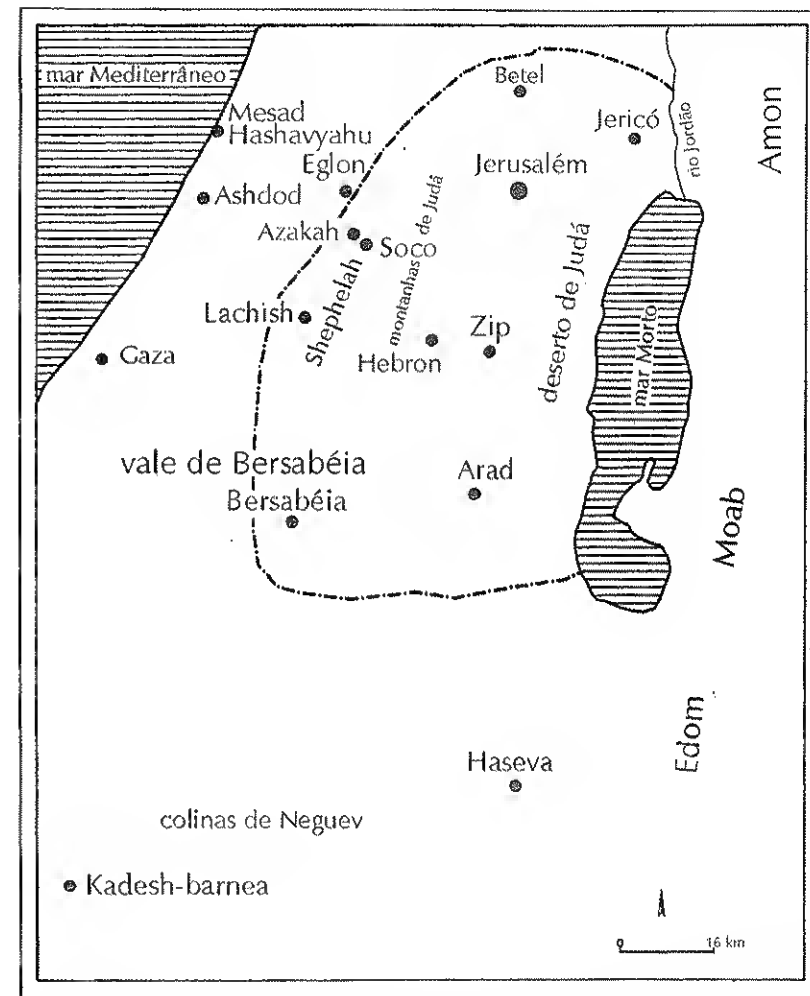 mar Mediterrâneo
Betel
Mesad
Hashavyahu
Jericó
rio Jordão
Amon
Eglon
Jerusalém
Ashdod
Azakah
Soco
montanhas de Judá
Shephelah
deserto de Judá
Lachish
Zip
mar Morto
Gaza
Hebron
vale de Bersabéia
Arad
Bersabéia
Moab
Edom
Haseva
colinas de Neguev
Kadesh-barnea
0 16 km